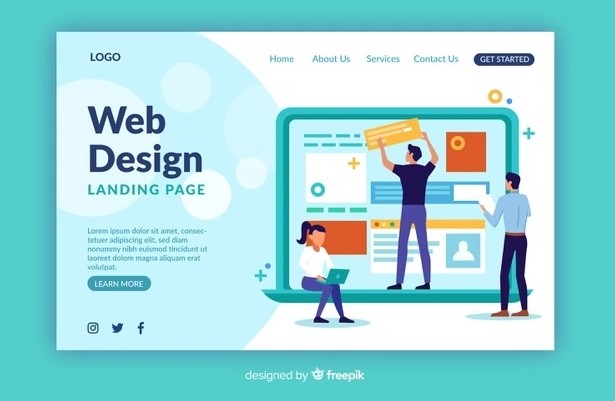 LOGO
Home About Us Services Contact Us GET STARTED
Web
Design
LANDING PAGE
Lorem ipsum dolor sit amet, consec-
tetuer adipiscing elit, sed diam
nonummy nibh euismod tincidunt ut
laoreet dolore magna aliquam erat
volutpat.
LEARN MORE
designed by freepik